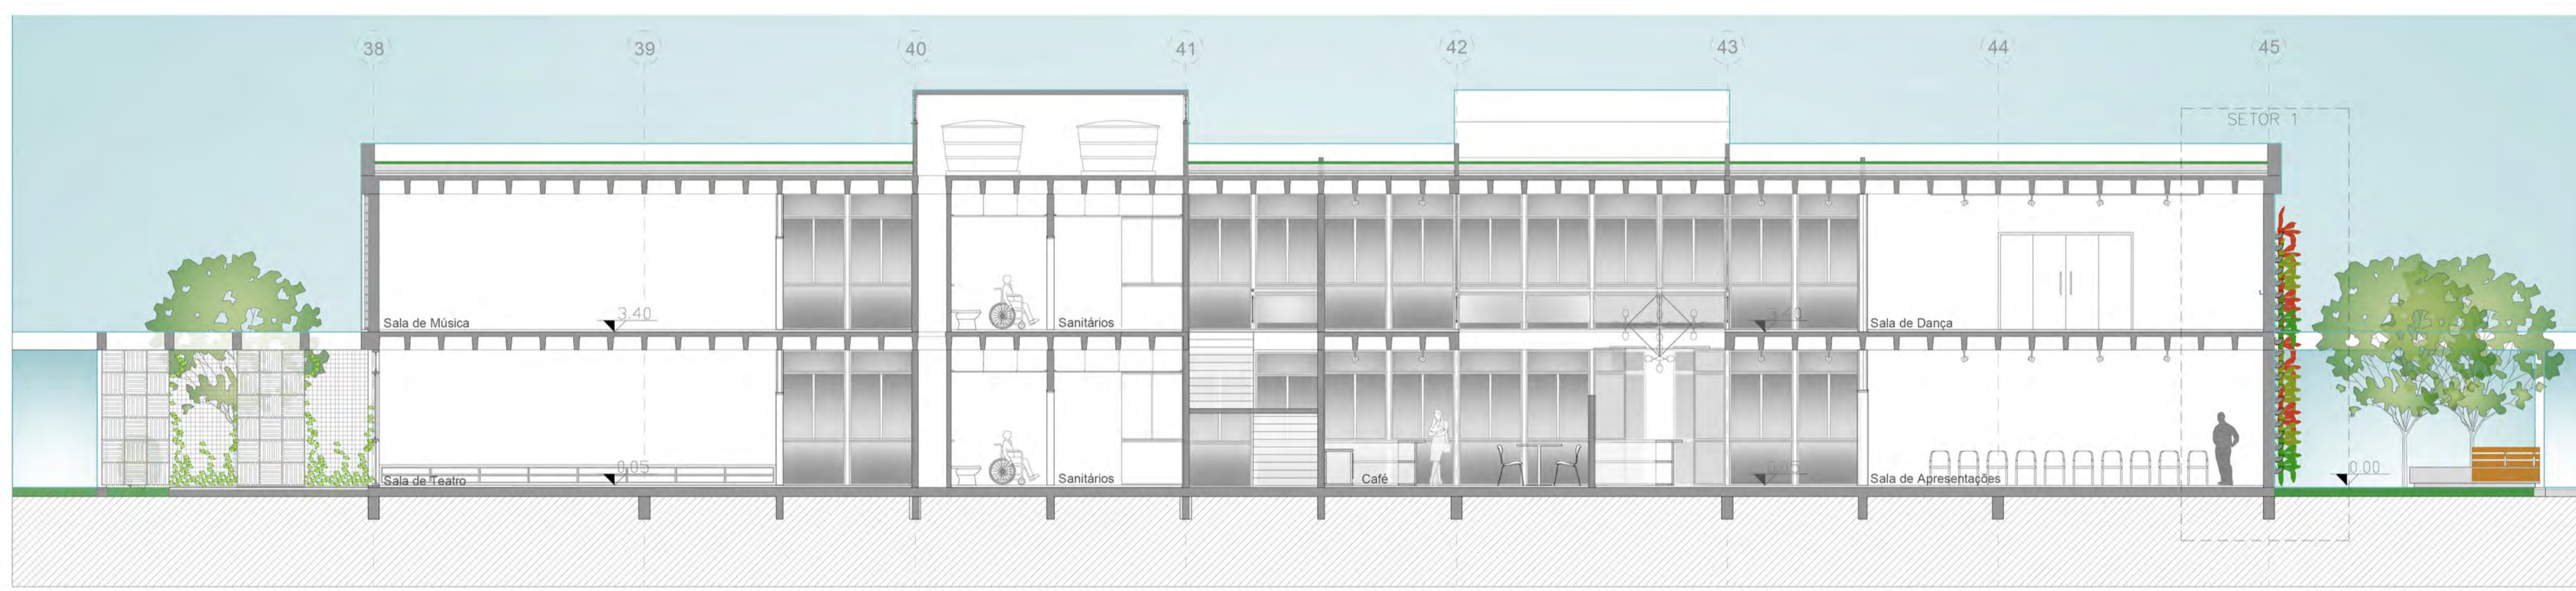 38
39
40
41
42
43
44
45
SETOR 1
3.40
3.40
Sala de Música
Sanitários
Sala de Dança
0.05
0.05
0.00
Sala de Teatro
Sanitários
Café
Sala de Apresentações